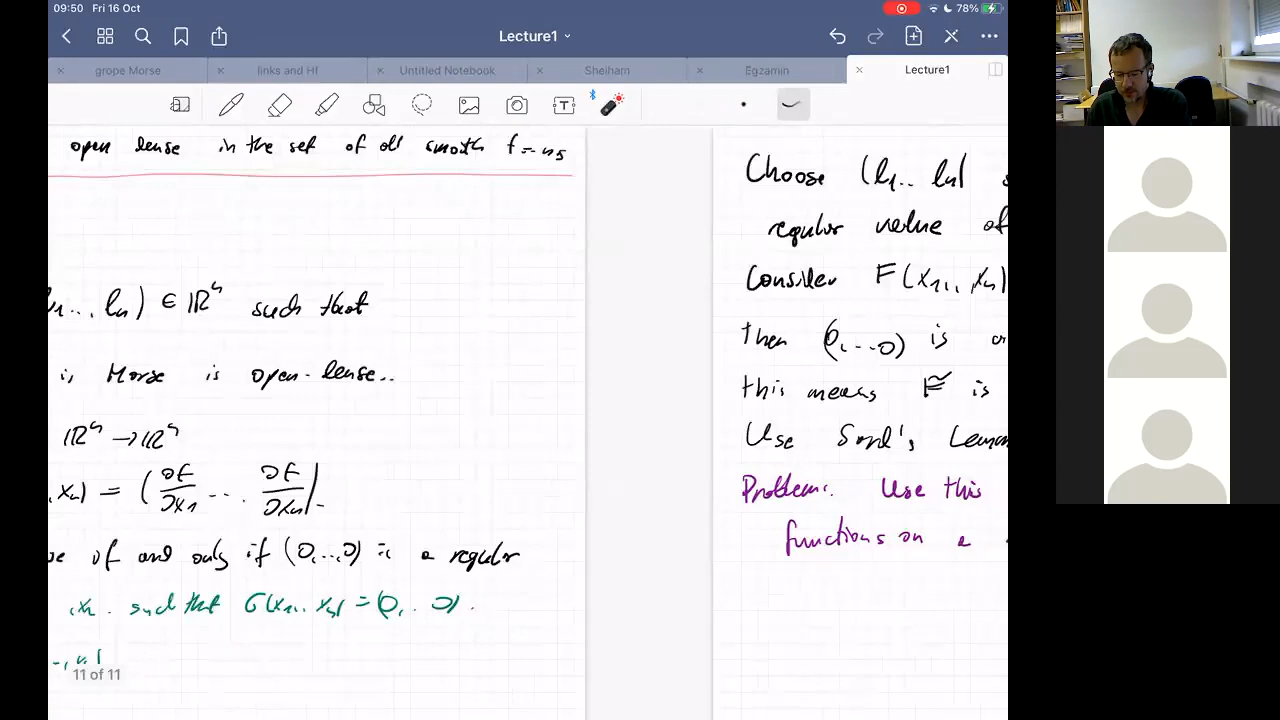 09:50 Fri 16 Oct
78%
Lecture1
grope Morse
links and Hf
Untitled Notebook
Sheiham
Egzamin
Lecture1
open dense in the set of all smooth f-ns
..., ln) ∈ ℝⁿ such that
is Morse is open-dense..
ℝⁿ → ℝⁿ
, xn) = (∂F/∂x1 ... ∂F/∂xn)
of and only if (0,...,0) is a regular
such that G(x1.. xn) = (0, .. 0).
11 of 11
Choose (l1.. ln)
regular value of
Consider F(x1,..,xn)
then (0,...0) is
this means F̃ is
Use Sard's Lemma
Problem. Use this
functions on a